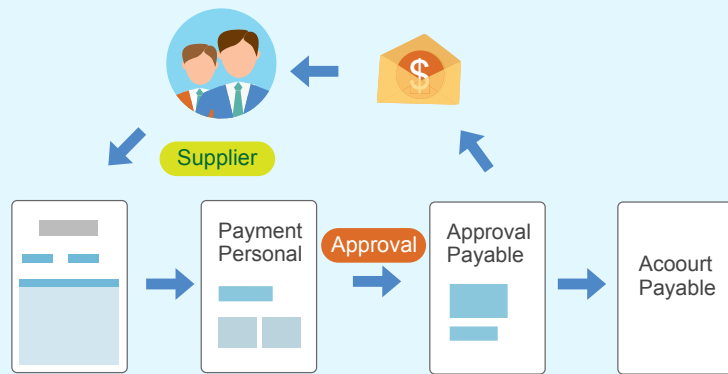 $
Supplier
Payment
Personal
Approval
Approval
Payable
Acoourt
Payable